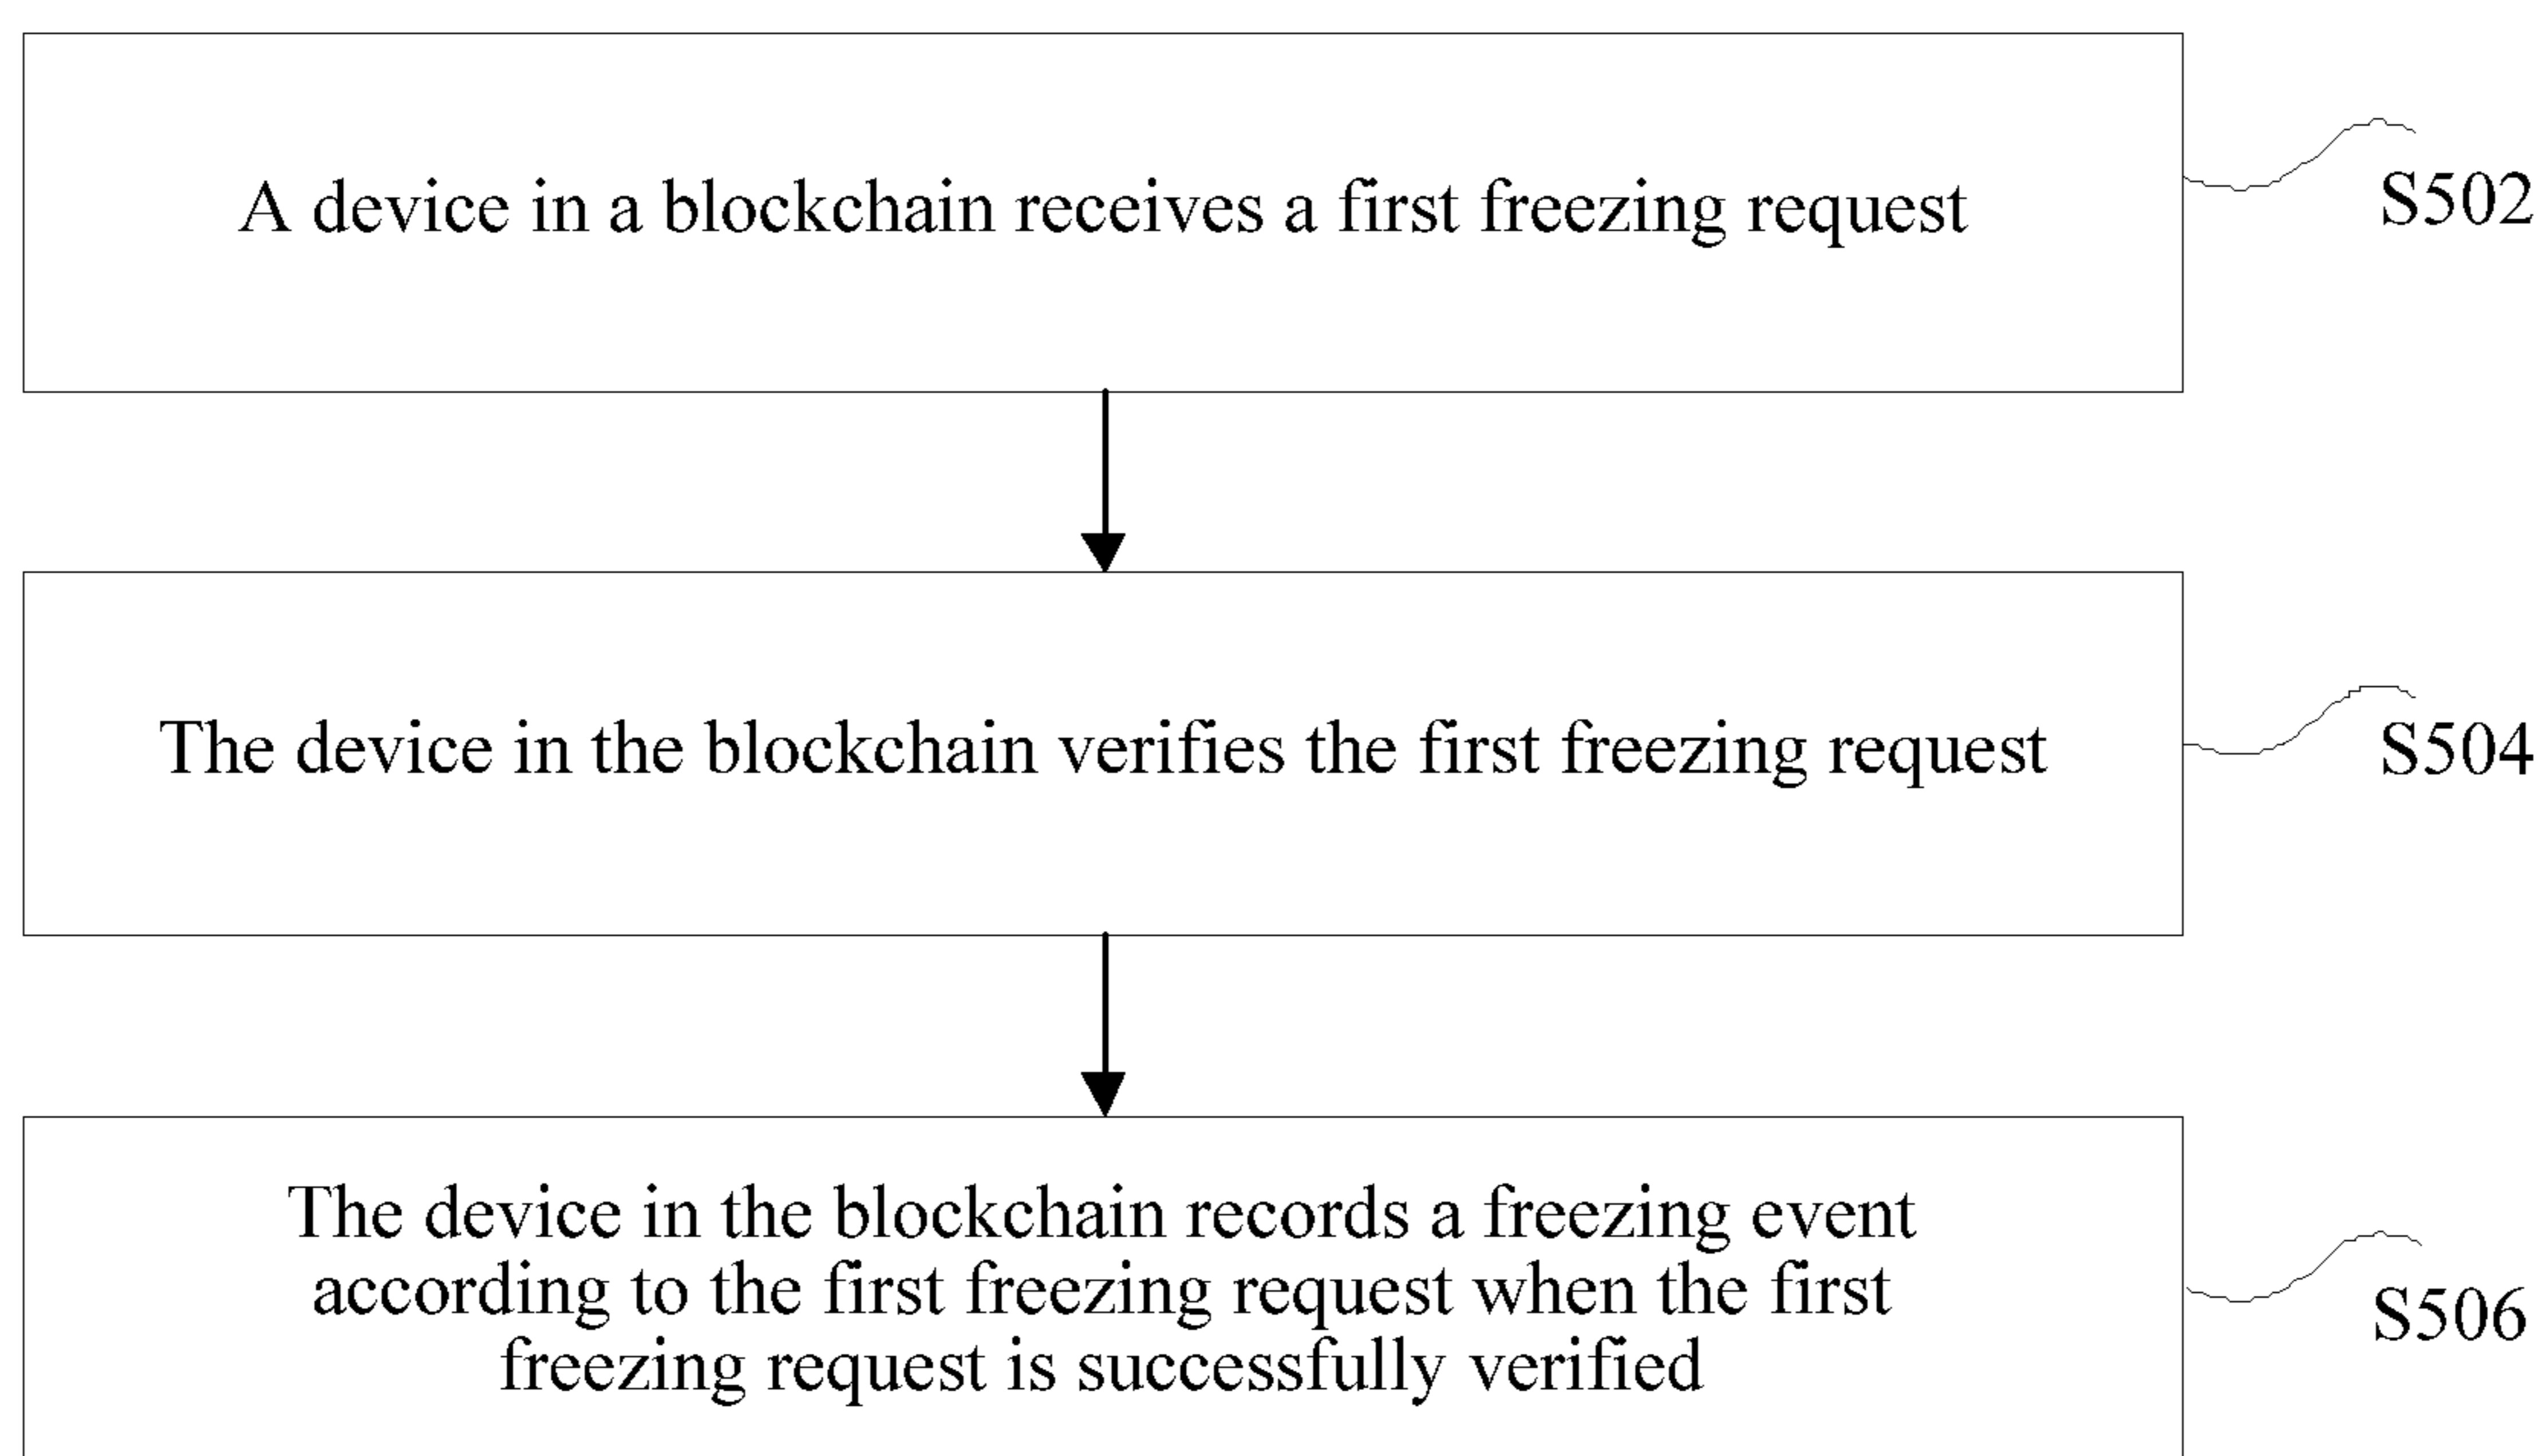 A device in a blockchain receives a first freezing request
S502
The device in the blockchain verifies the first freezing request
S504
The device in the blockchain records a freezing event
according to the first freezing request when the first
freezing request is successfully verified
S506